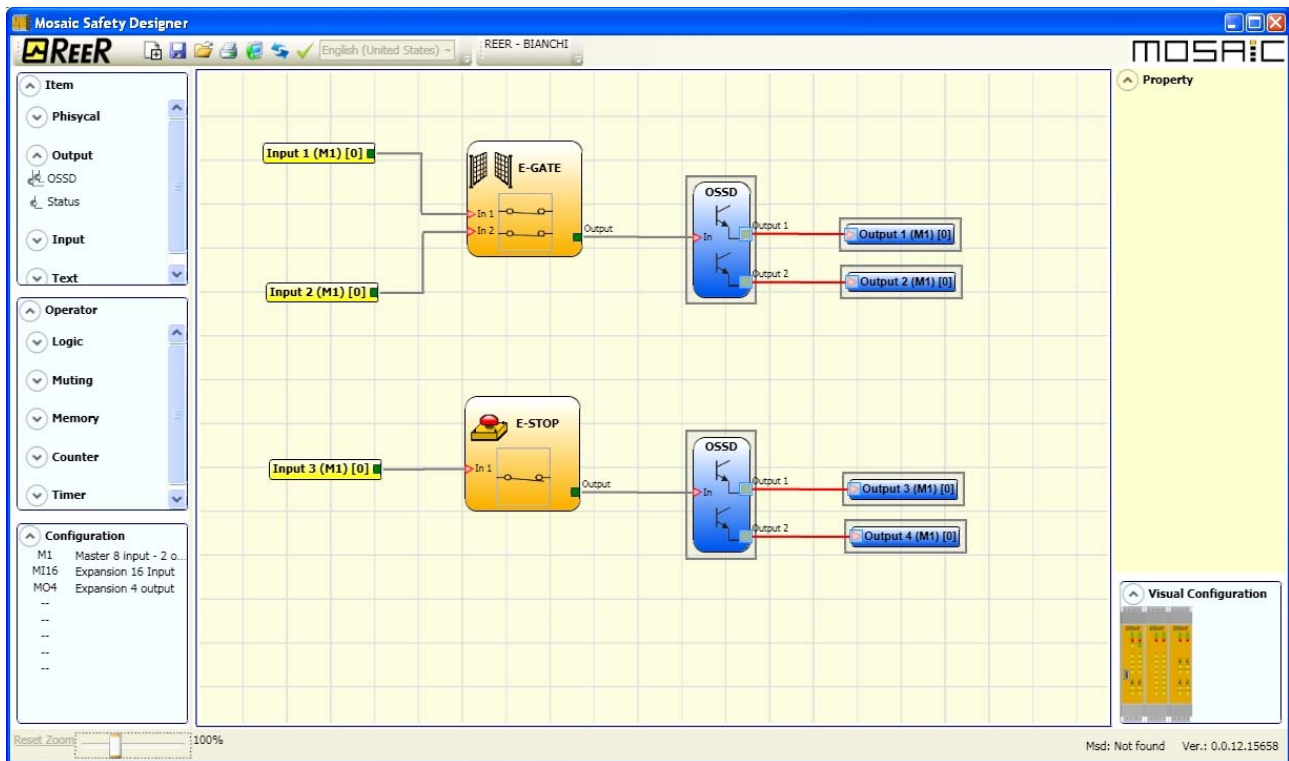 Mosaic Safety Designer
REER
English (United States)
REER - BIANCHI
MOSAIC
Item
Phisycal
Output
OSSD
Status
Input
Text
Operator
Logic
Muting
Memory
Counter
Timer
Configuration
M1 Master 8 input - 2 o...
MI16 Expansion 16 Input
MO4 Expansion 4 output
--
--
--
--
--
Input 1 (M1) [0]
Input 2 (M1) [0]
E-GATE
In 1
In 2
Output
OSSD
In
Output 1
Output 2
Output 1 (M1) [0]
Output 2 (M1) [0]
Input 3 (M1) [0]
E-STOP
In 1
Output
OSSD
In
Output 1
Output 2
Output 3 (M1) [0]
Output 4 (M1) [0]
Property
Visual Configuration
Reset Zoom
100%
Msd: Not found Ver.: 0.0.12.15658